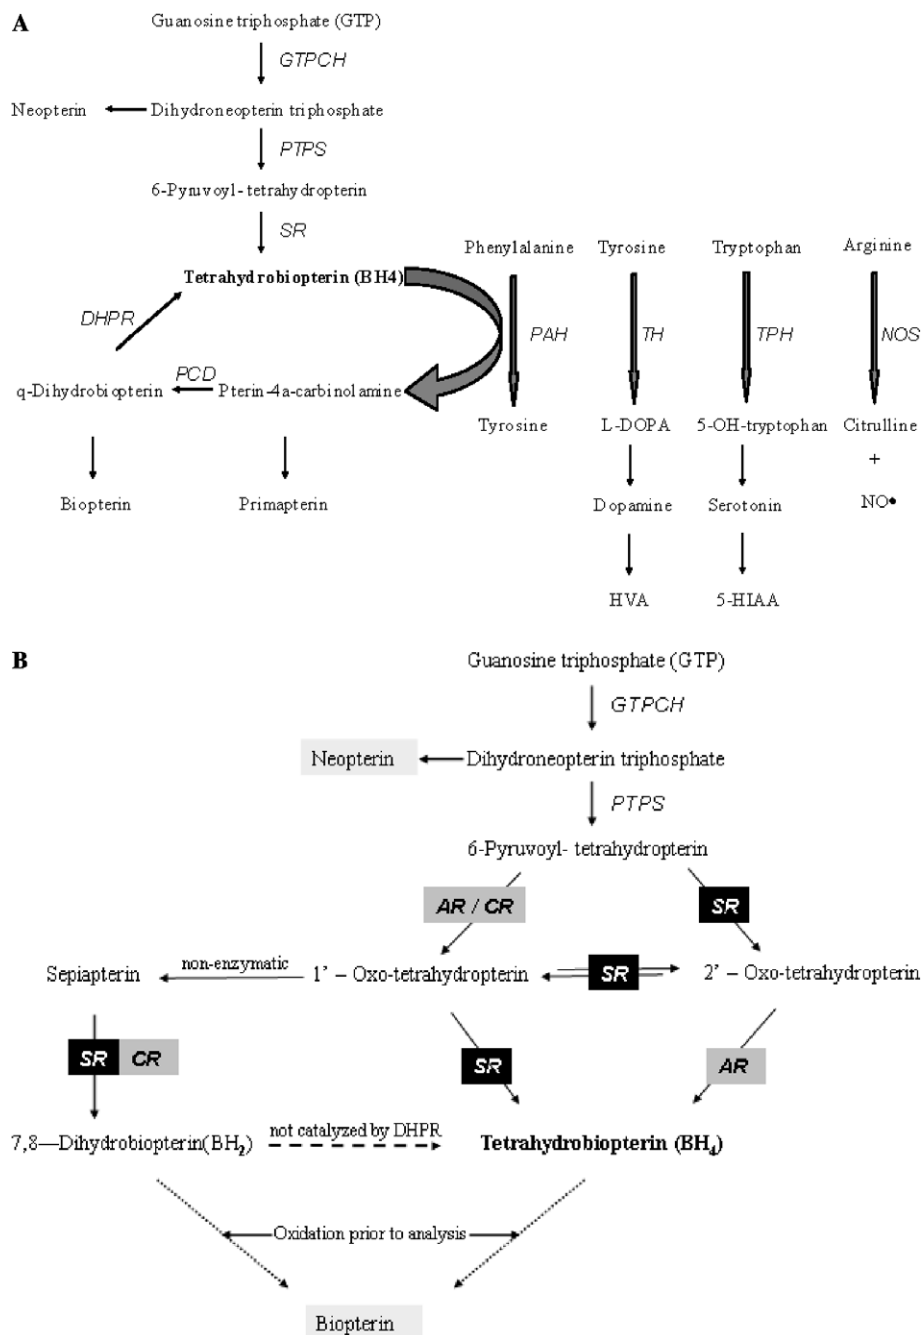 A
Guanosine triphosphate (GTP)
GTPCH
Neopterin
Dihydroneopterin triphosphate
PTPS
6-Pyruvoyl-tetrahydropterin
SR
Phenylalanine
Tyrosine
Tryptophan
Arginine
Tetrahydrobiopterin (BH4)
DHPR
PAH
TH
TPH
NOS
PCD
q-Dihydrobiopterin
Pterin-4a-carbinolamine
Tyrosine
L-DOPA
5-OH-tryptophan
Citrulline
+
Biopterin
Primapterin
Dopamine
Serotonin
NO•
HVA
5-HIAA
B
Guanosine triphosphate (GTP)
GTPCH
Neopterin
Dihydroneopterin triphosphate
PTPS
6-Pyruvoyl- tetrahydropterin
AR / CR
SR
Sepiapterin
non-enzymatic
1’ – Oxo-tetrahydropterin
SR
2’ – Oxo-tetrahydropterin
SR
CR
SR
AR
7,8—Dihydrobiopterin(BH₂)
not catalyzed by DHPR
Tetrahydrobiopterin (BH₄)
Oxidation prior to analysis
Biopterin